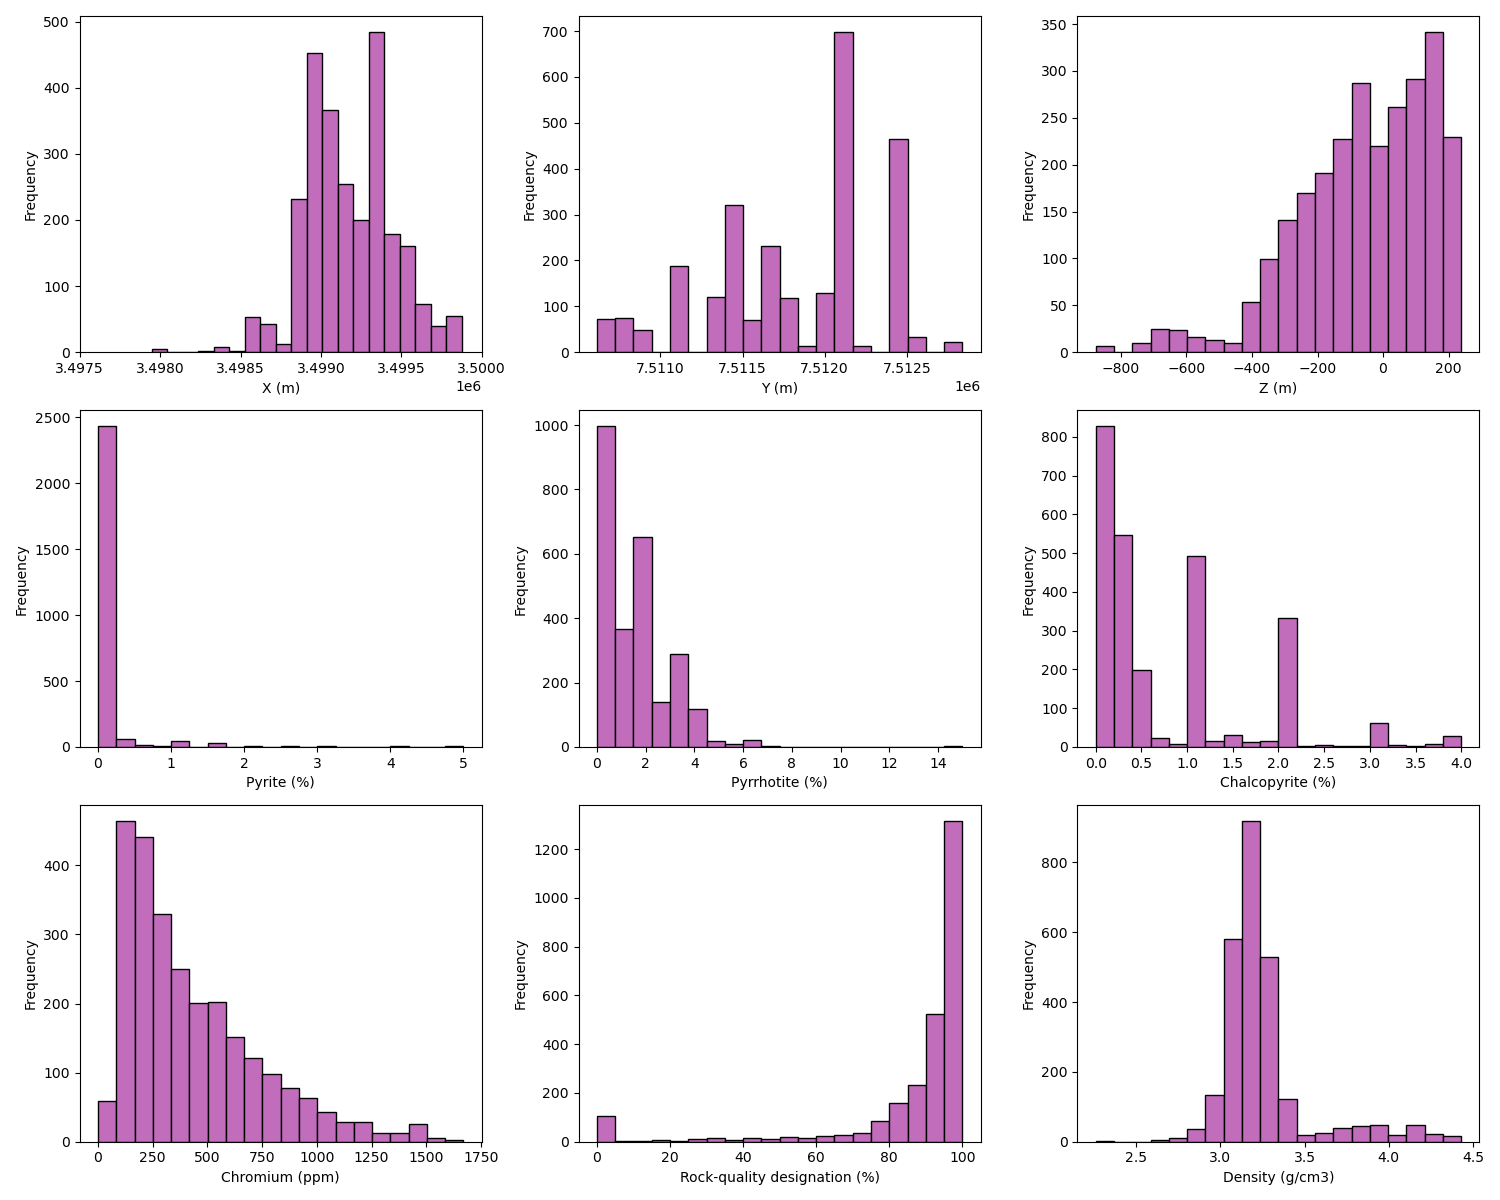 500
400
300
200
100
0
3.4975 3.4980 3.4985 3.4990 3.4995 3.5000
1e6
X (m)
Frequency
700
600
500
400
300
200
100
0
7.5110 7.5115 7.5120 7.5125
1e6
Y (m)
Frequency
350
300
250
200
150
100
50
0
−800 −600 −400 −200 0 200
Z (m)
Frequency
2500
2000
1500
1000
500
0
0 1 2 3 4 5
Pyrite (%)
Frequency
1000
800
600
400
200
0
0 2 4 6 8 10 12 14
Pyrrhotite (%)
Frequency
800
700
600
500
400
300
200
100
0
0.0 0.5 1.0 1.5 2.0 2.5 3.0 3.5 4.0
Chalcopyrite (%)
Frequency
400
300
200
100
0
0 250 500 750 1000 1250 1500 1750
Chromium (ppm)
Frequency
1200
1000
800
600
400
200
0
0 20 40 60 80 100
Rock-quality designation (%)
Frequency
800
600
400
200
0
2.5 3.0 3.5 4.0 4.5
Density (g/cm3)
Frequency